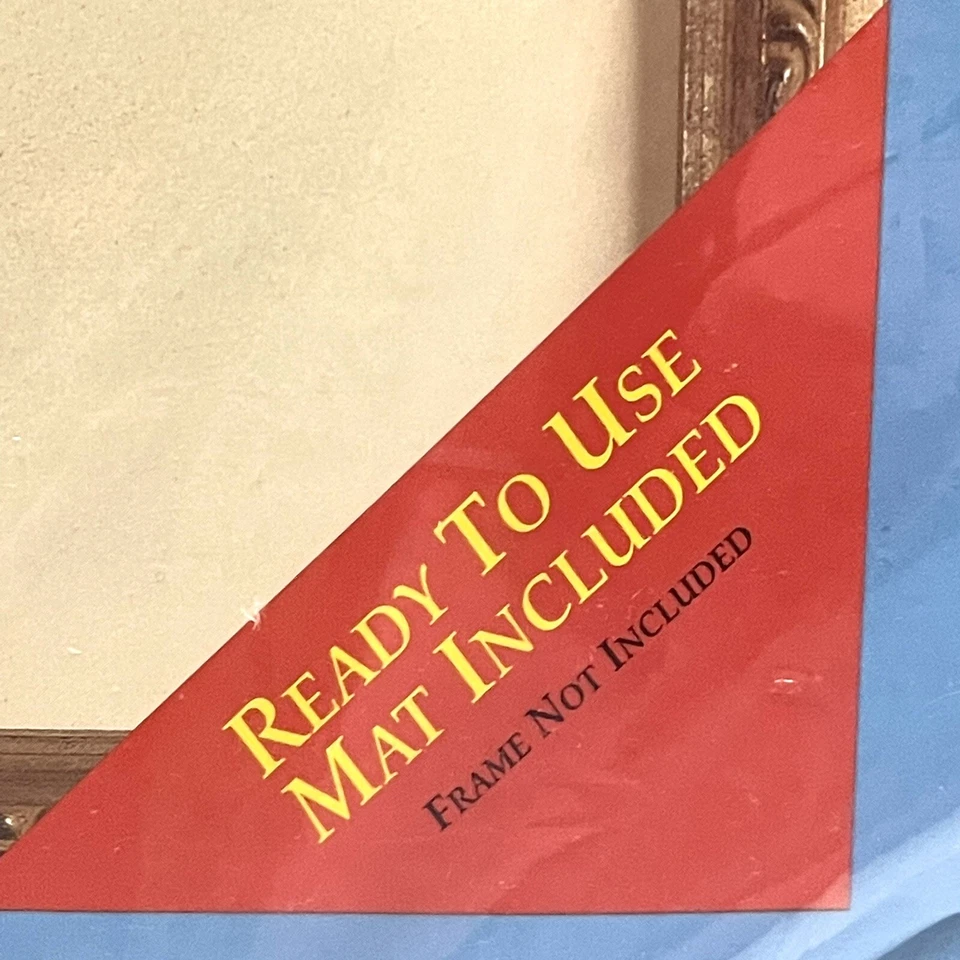 READY TO USE
MAT INCLUDED
FRAME NOT INCLUDED